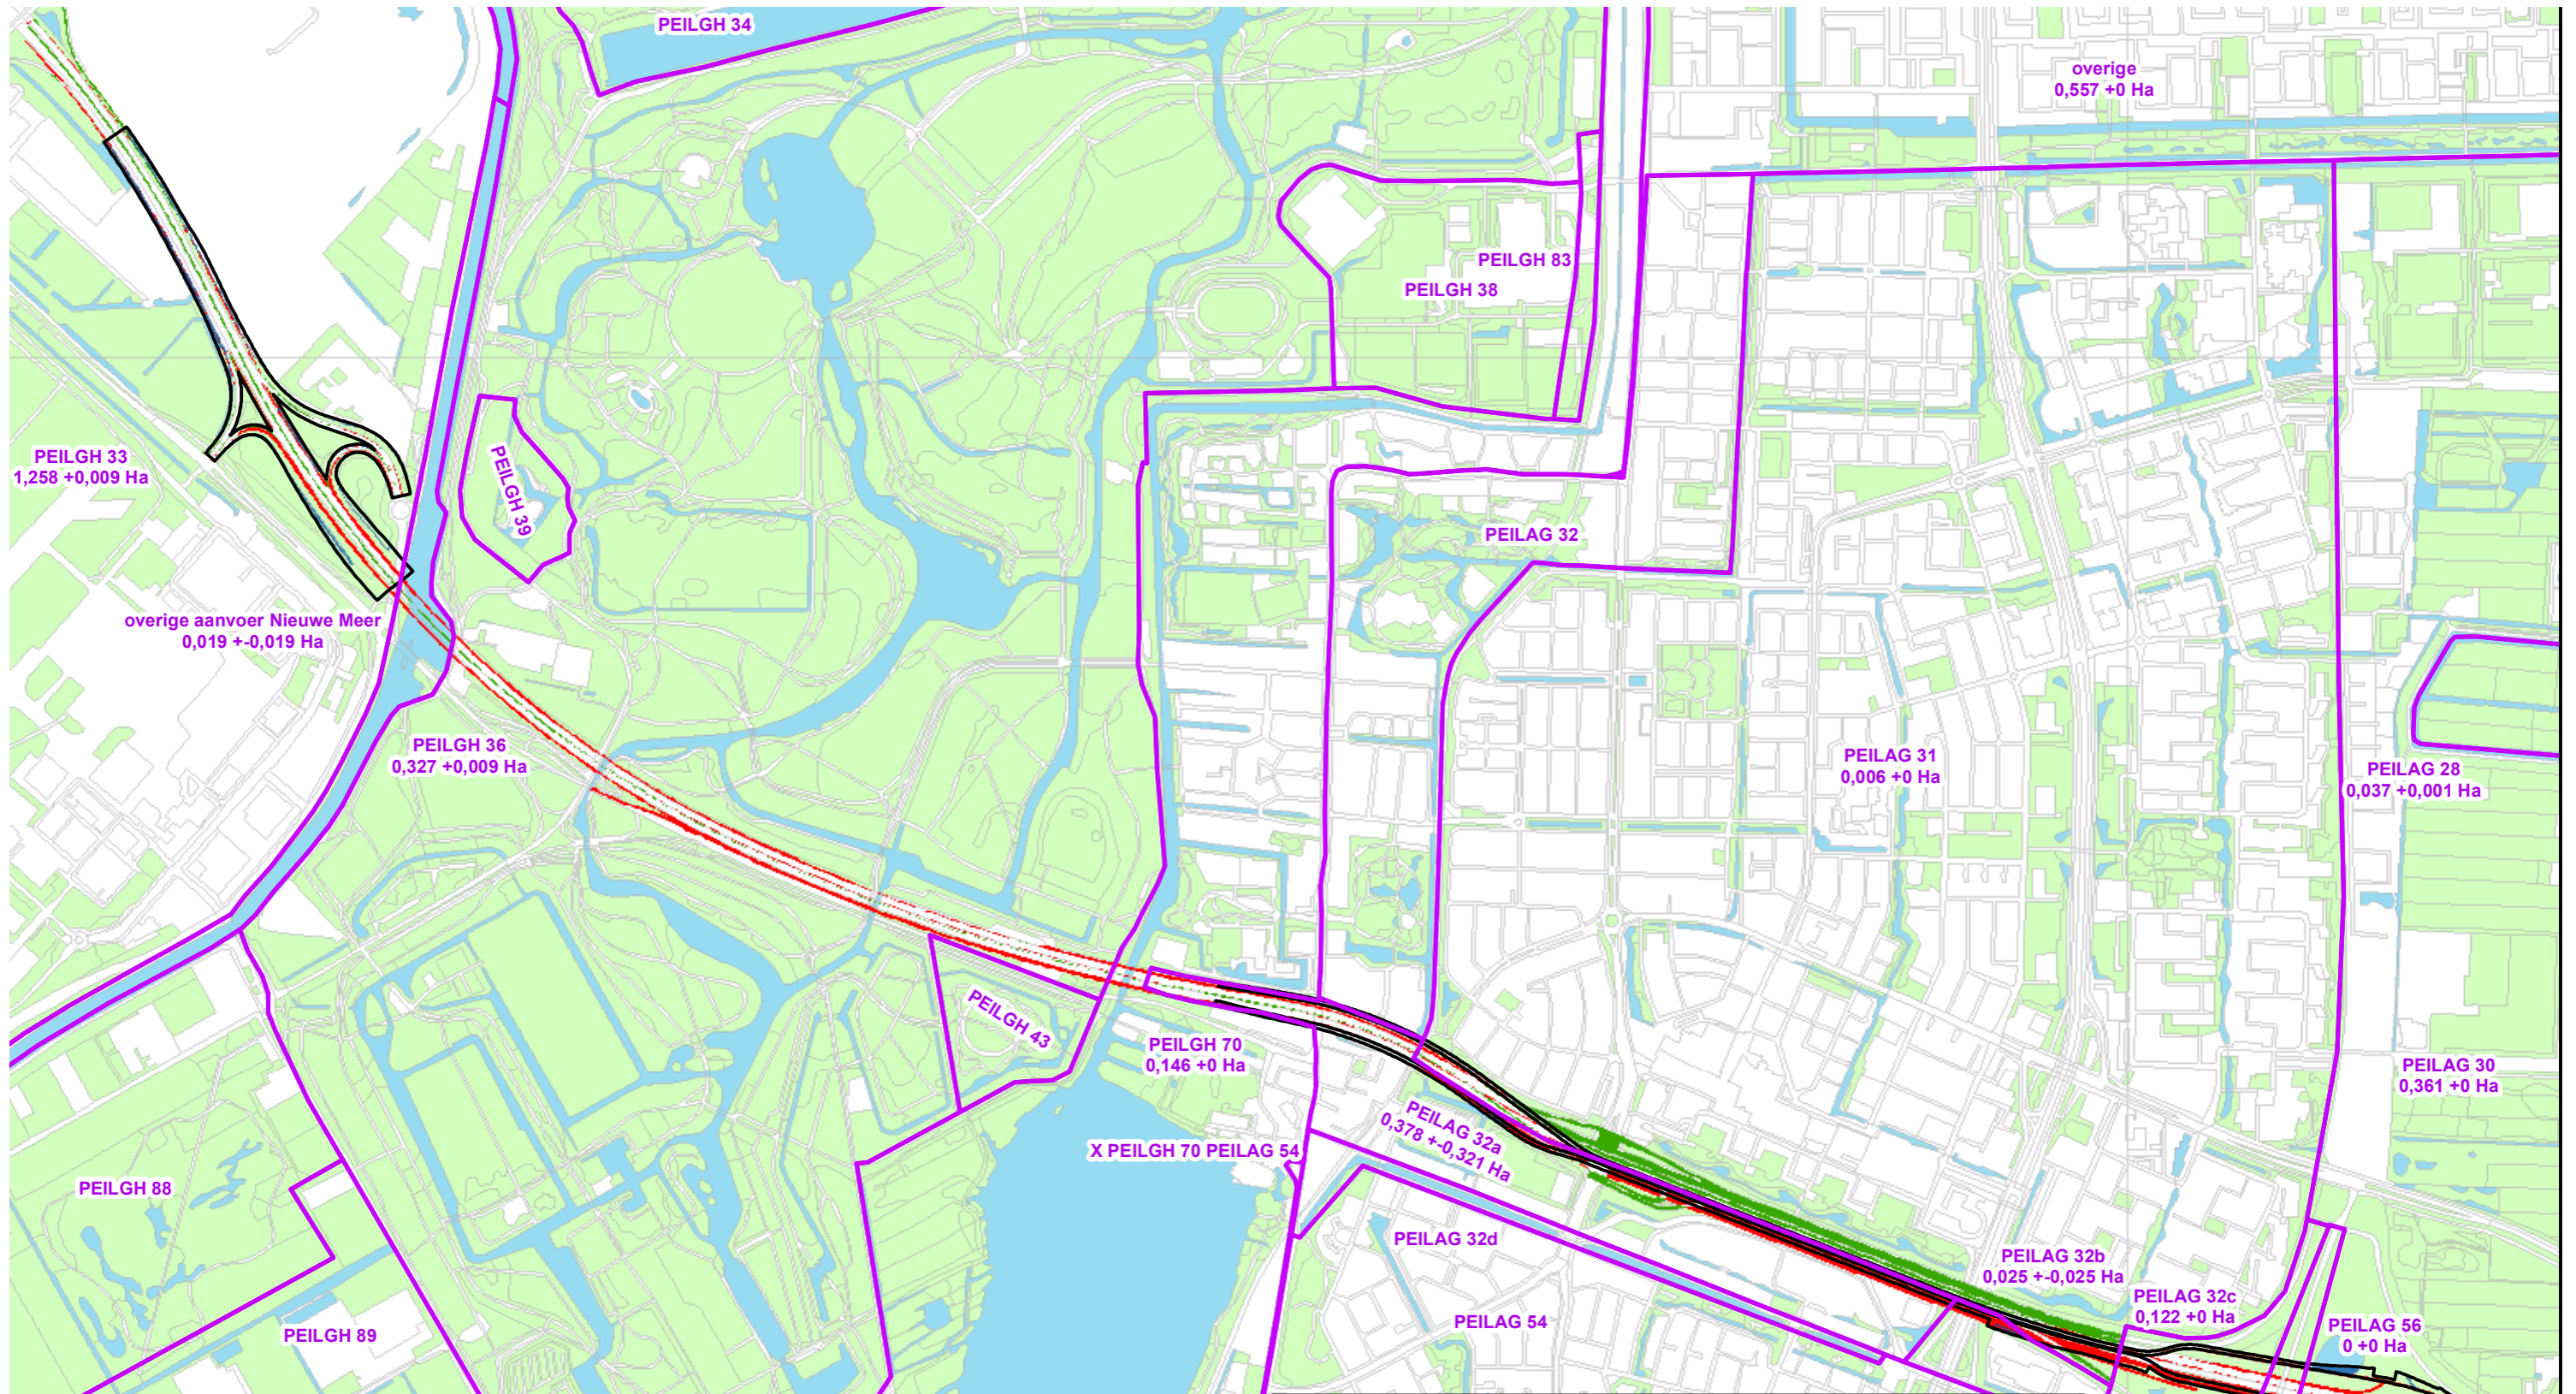 PEILGH 34
overige
0,557 +0 Ha
PEILGH 83
PEILGH 38
PEILGH 33
1,258 +0,009 Ha
PEILGH 39
PEILAG 32
overige aanvoer Nieuwe Meer
0,019 +-0,019 Ha
PEILGH 36
0,327 +0,009 Ha
PEILAG 31
0,006 +0 Ha
PEILAG 28
0,037 +0,001 Ha
PEILGH 43
PEILGH 70
0,146 +0 Ha
PEILAG 30
0,361 +0 Ha
PEILAG 32a
0,378 +-0,321 Ha
X PEILGH 70 PEILAG 54
PEILGH 88
PEILAG 32d
PEILAG 32b
0,025 +-0,025 Ha
PEILAG 32c
0,122 +0 Ha
PEILGH 89
PEILAG 54
PEILAG 56
0 +0 Ha